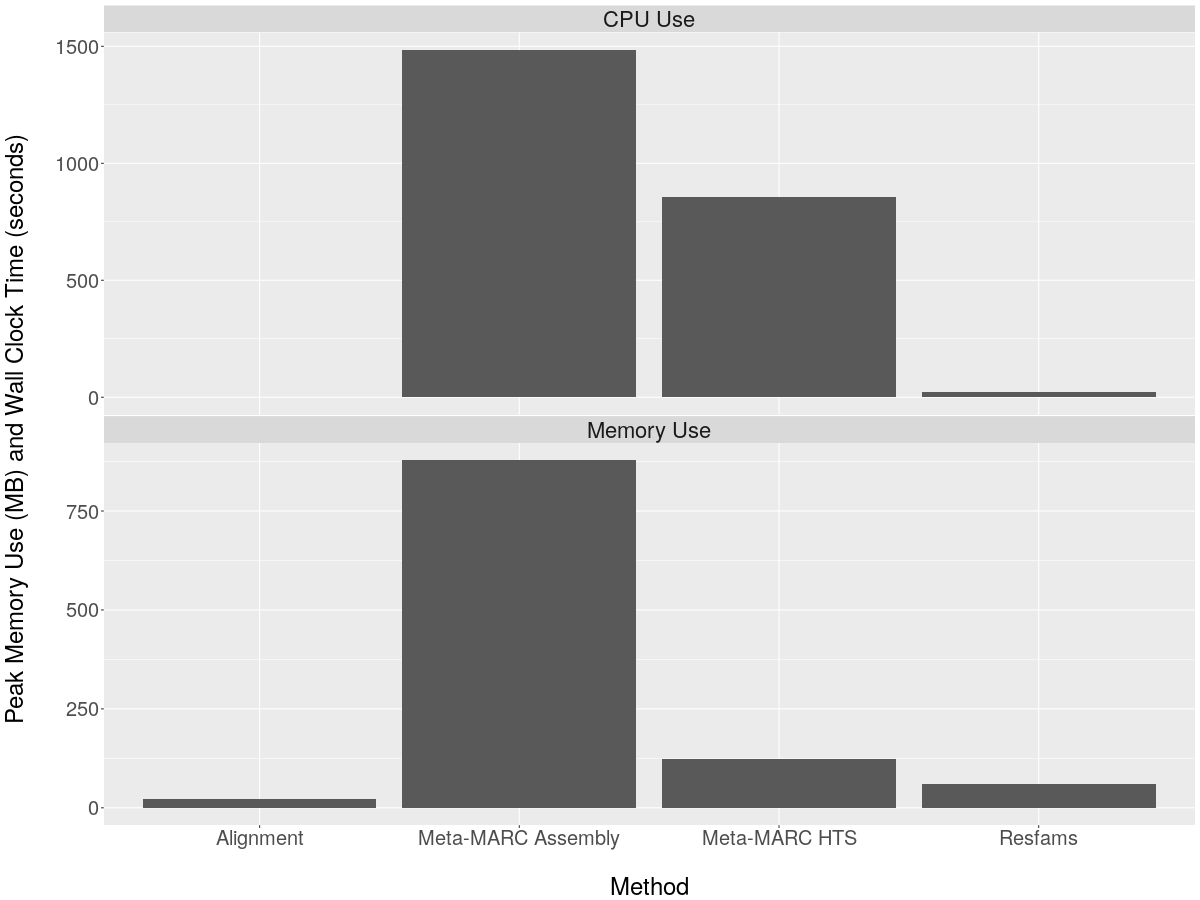 CPU Use
1500
1000
500
0
Memory Use
750
500
250
0
Peak Memory Use (MB) and Wall Clock Time (seconds)
Alignment Meta-MARC Assembly Meta-MARC HTS Resfams
Method